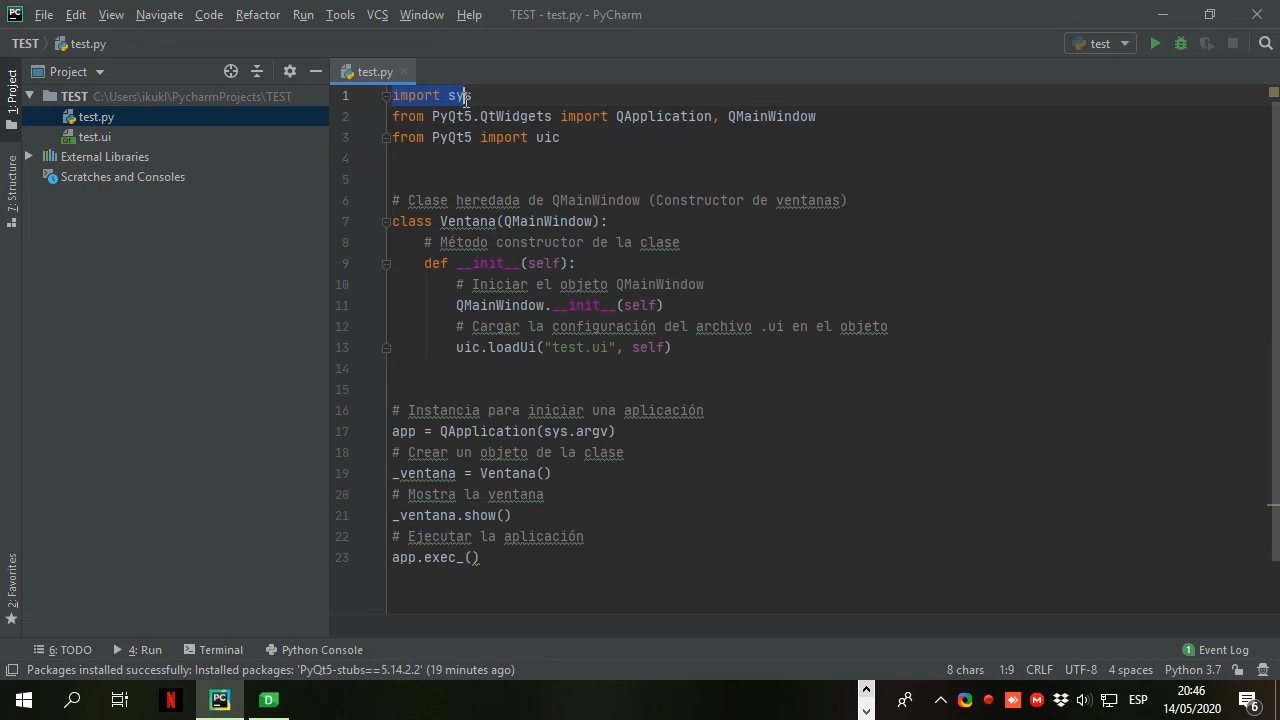 PC File Edit View Navigate Code Refactor Run Tools VCS Window Help TEST - test.py - PyCharm
TEST test.py test
1: Project
7: Structure
2: Favorites
Project
TEST C:\Users\ikukl\PycharmProjects\TEST
test.py
test.ui
External Libraries
Scratches and Consoles
test.py
1 import sys
2 from PyQt5.QtWidgets import QApplication, QMainWindow
3 from PyQt5 import uic
4
5
6 # Clase heredada de QMainWindow (Constructor de ventanas)
7 class Ventana(QMainWindow):
8 # Método constructor de la clase
9 def __init__(self):
10 # Iniciar el objeto QMainWindow
11 QMainWindow.__init__(self)
12 # Cargar la configuración del archivo .ui en el objeto
13 uic.loadUi("test.ui", self)
14
15
16 # Instancia para iniciar una aplicación
17 app = QApplication(sys.argv)
18 # Crear un objeto de la clase
19 _ventana = Ventana()
20 # Mostra la ventana
21 _ventana.show()
22 # Ejecutar la aplicación
23 app.exec_()
6: TODO 4: Run Terminal Python Console 1 Event Log
Packages installed successfully: Installed packages: 'PyQt5-stubs==5.14.2.2' (19 minutes ago) 8 chars 1:9 CRLF UTF-8 4 spaces Python 3.7
N PC D ESP 20:46
14/05/2020 6